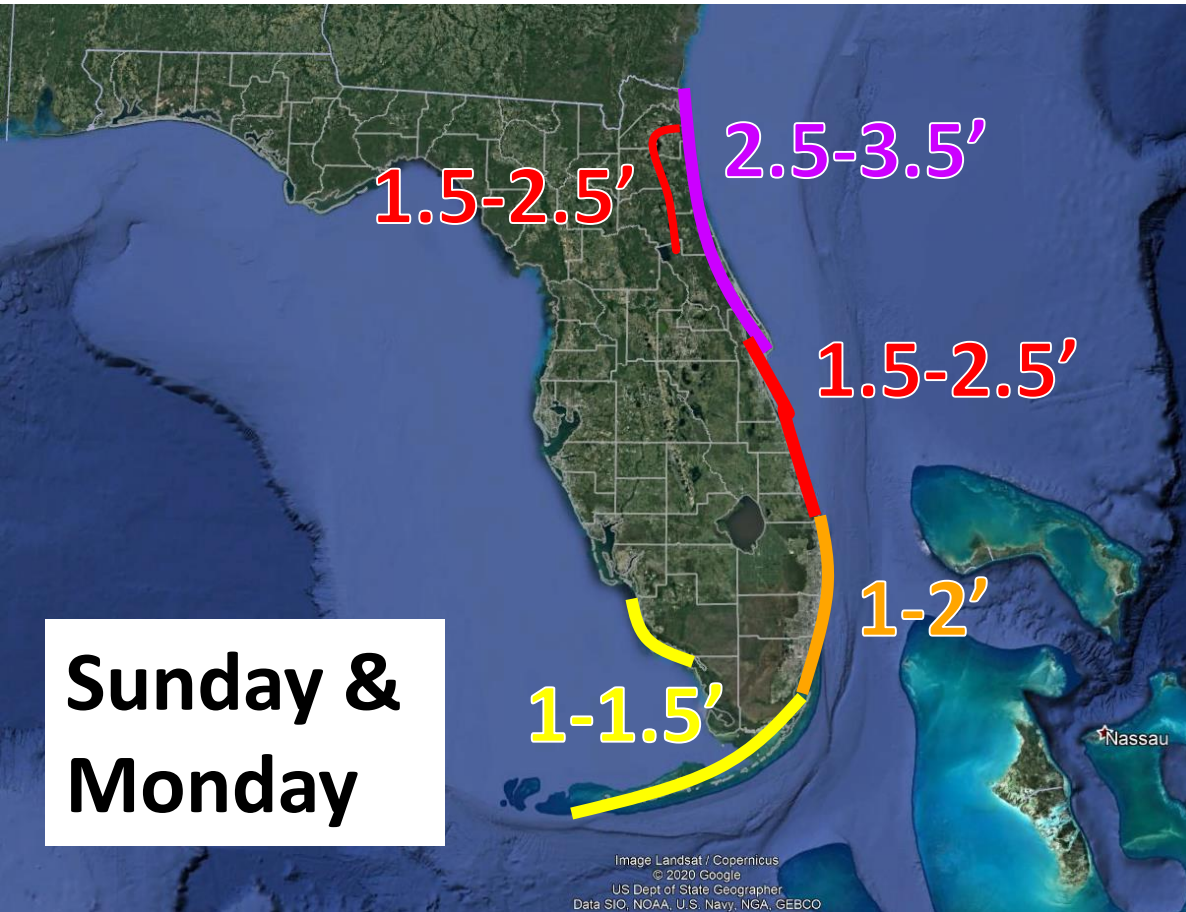 2.5-3.5’
1.5-2.5’
1.5-2.5’
1-2’
1-1.5’
Sunday &
Monday
Nassau
Image Landsat / Copernicus
© 2020 Google
US Dept of State Geographer
Data SIO, NOAA, U.S. Navy, NGA, GEBCO